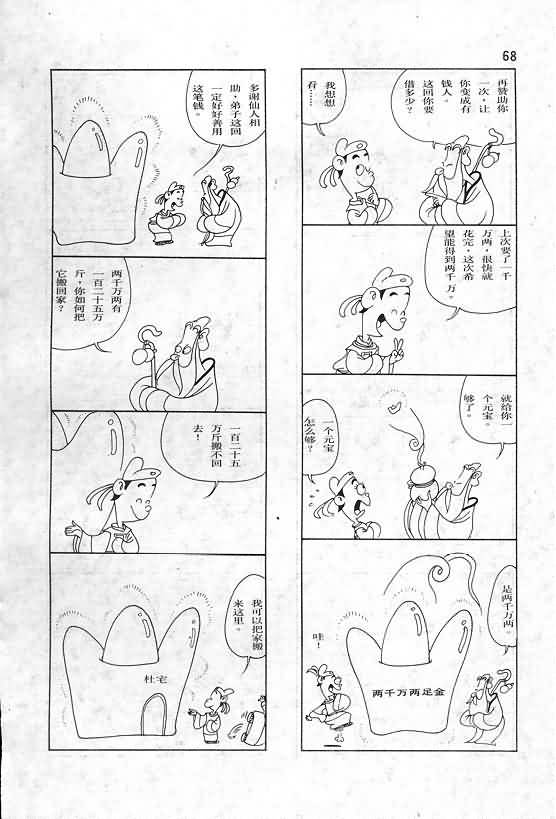 68
再赞助你
一次，让
你变成有
钱人。
这回你要
借多少？
我想想
看……
上次要了一千
万两，很快就
花完，这次希
望能得到两千万。
就给你一
个元宝
够了。
一个元宝
怎么够？
是两千万两。
哇！
两千万两足金
多谢仙人相
助，弟子这回
一定好好善用
这笔钱。
两千万两有
一百二十五万
斤，你如何把
它搬回家？
一百二十五
万斤搬不回
去！
我可以把家搬
来这里。
杜宅